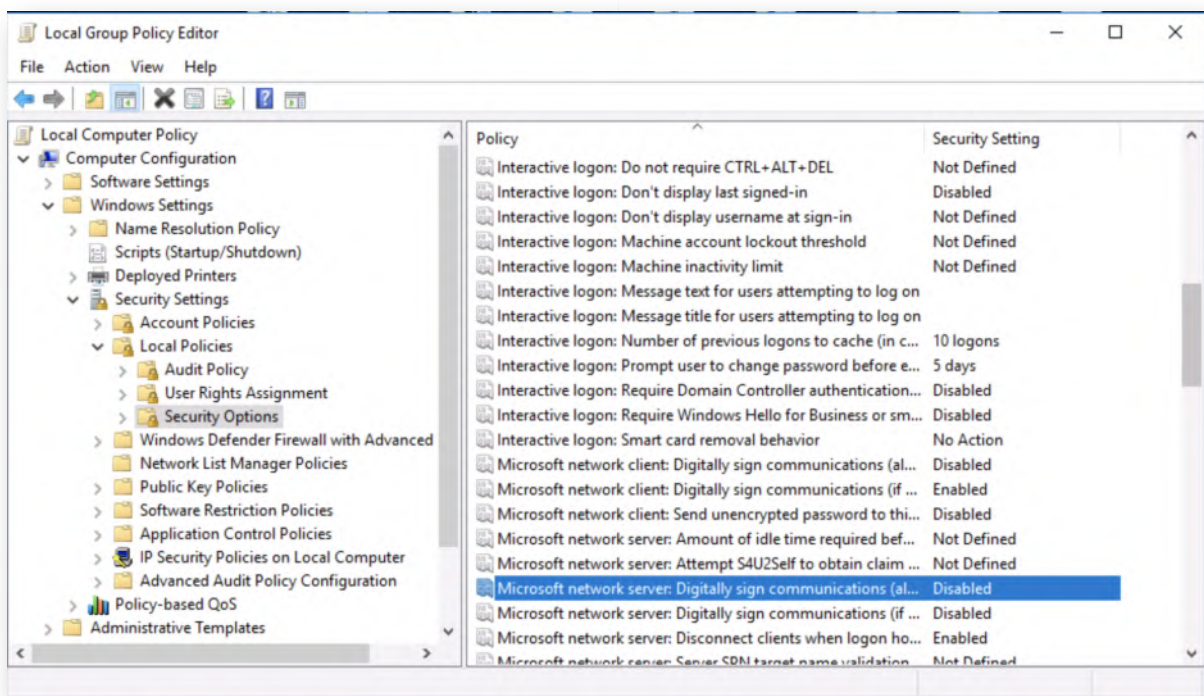 Local Group Policy Editor
File Action View Help
Local Computer Policy
Computer Configuration
Software Settings
Windows Settings
Name Resolution Policy
Scripts (Startup/Shutdown)
Deployed Printers
Security Settings
Account Policies
Local Policies
Audit Policy
User Rights Assignment
Security Options
Windows Defender Firewall with Advanced
Network List Manager Policies
Public Key Policies
Software Restriction Policies
Application Control Policies
IP Security Policies on Local Computer
Advanced Audit Policy Configuration
Policy-based QoS
Administrative Templates
Policy Security Setting
Interactive logon: Do not require CTRL+ALT+DEL Not Defined
Interactive logon: Don't display last signed-in Disabled
Interactive logon: Don't display username at sign-in Not Defined
Interactive logon: Machine account lockout threshold Not Defined
Interactive logon: Machine inactivity limit Not Defined
Interactive logon: Message text for users attempting to log on
Interactive logon: Message title for users attempting to log on
Interactive logon: Number of previous logons to cache (in c... 10 logons
Interactive logon: Prompt user to change password before e... 5 days
Interactive logon: Require Domain Controller authentication... Disabled
Interactive logon: Require Windows Hello for Business or sm... Disabled
Interactive logon: Smart card removal behavior No Action
Microsoft network client: Digitally sign communications (al... Disabled
Microsoft network client: Digitally sign communications (if ... Enabled
Microsoft network client: Send unencrypted password to thi... Disabled
Microsoft network server: Amount of idle time required bef... Not Defined
Microsoft network server: Attempt S4U2Self to obtain claim ... Not Defined
Microsoft network server: Digitally sign communications (al... Disabled
Microsoft network server: Digitally sign communications (if ... Disabled
Microsoft network server: Disconnect clients when logon ho... Enabled
Microsoft network server: Server SPN target name validation Not Defined